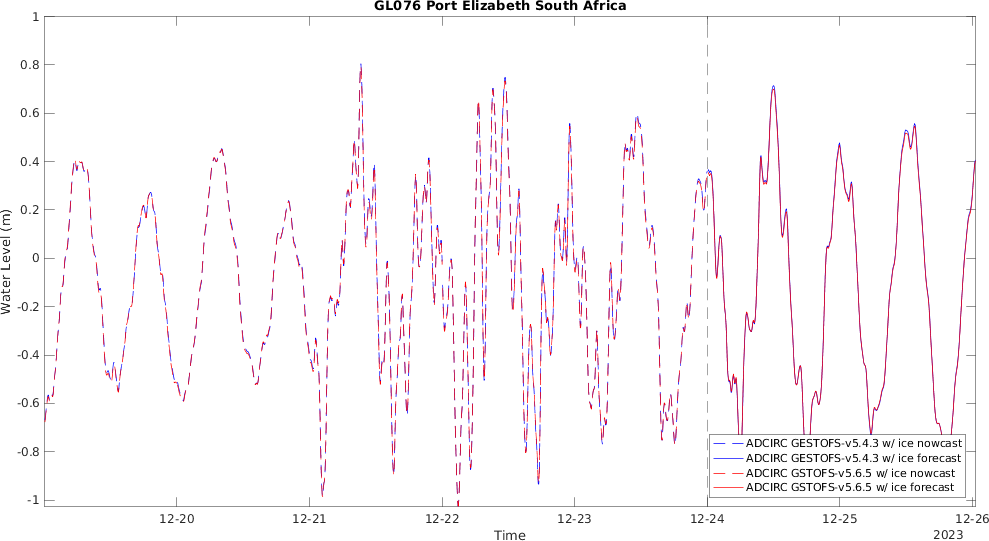 GL076 Port Elizabeth South Africa
1
0.8
0.6
0.4
0.2
0
-0.2
-0.4
-0.6
-0.8
-1
Water Level (m)
ADCIRC GESTOFS-v5.4.3 w/ ice nowcast
ADCIRC GESTOFS-v5.4.3 w/ ice forecast
ADCIRC GSTOFS-v5.6.5 w/ ice nowcast
ADCIRC GSTOFS-v5.6.5 w/ ice forecast
12-20 12-21 12-22 12-23 12-24 12-25 12-26
Time
2023